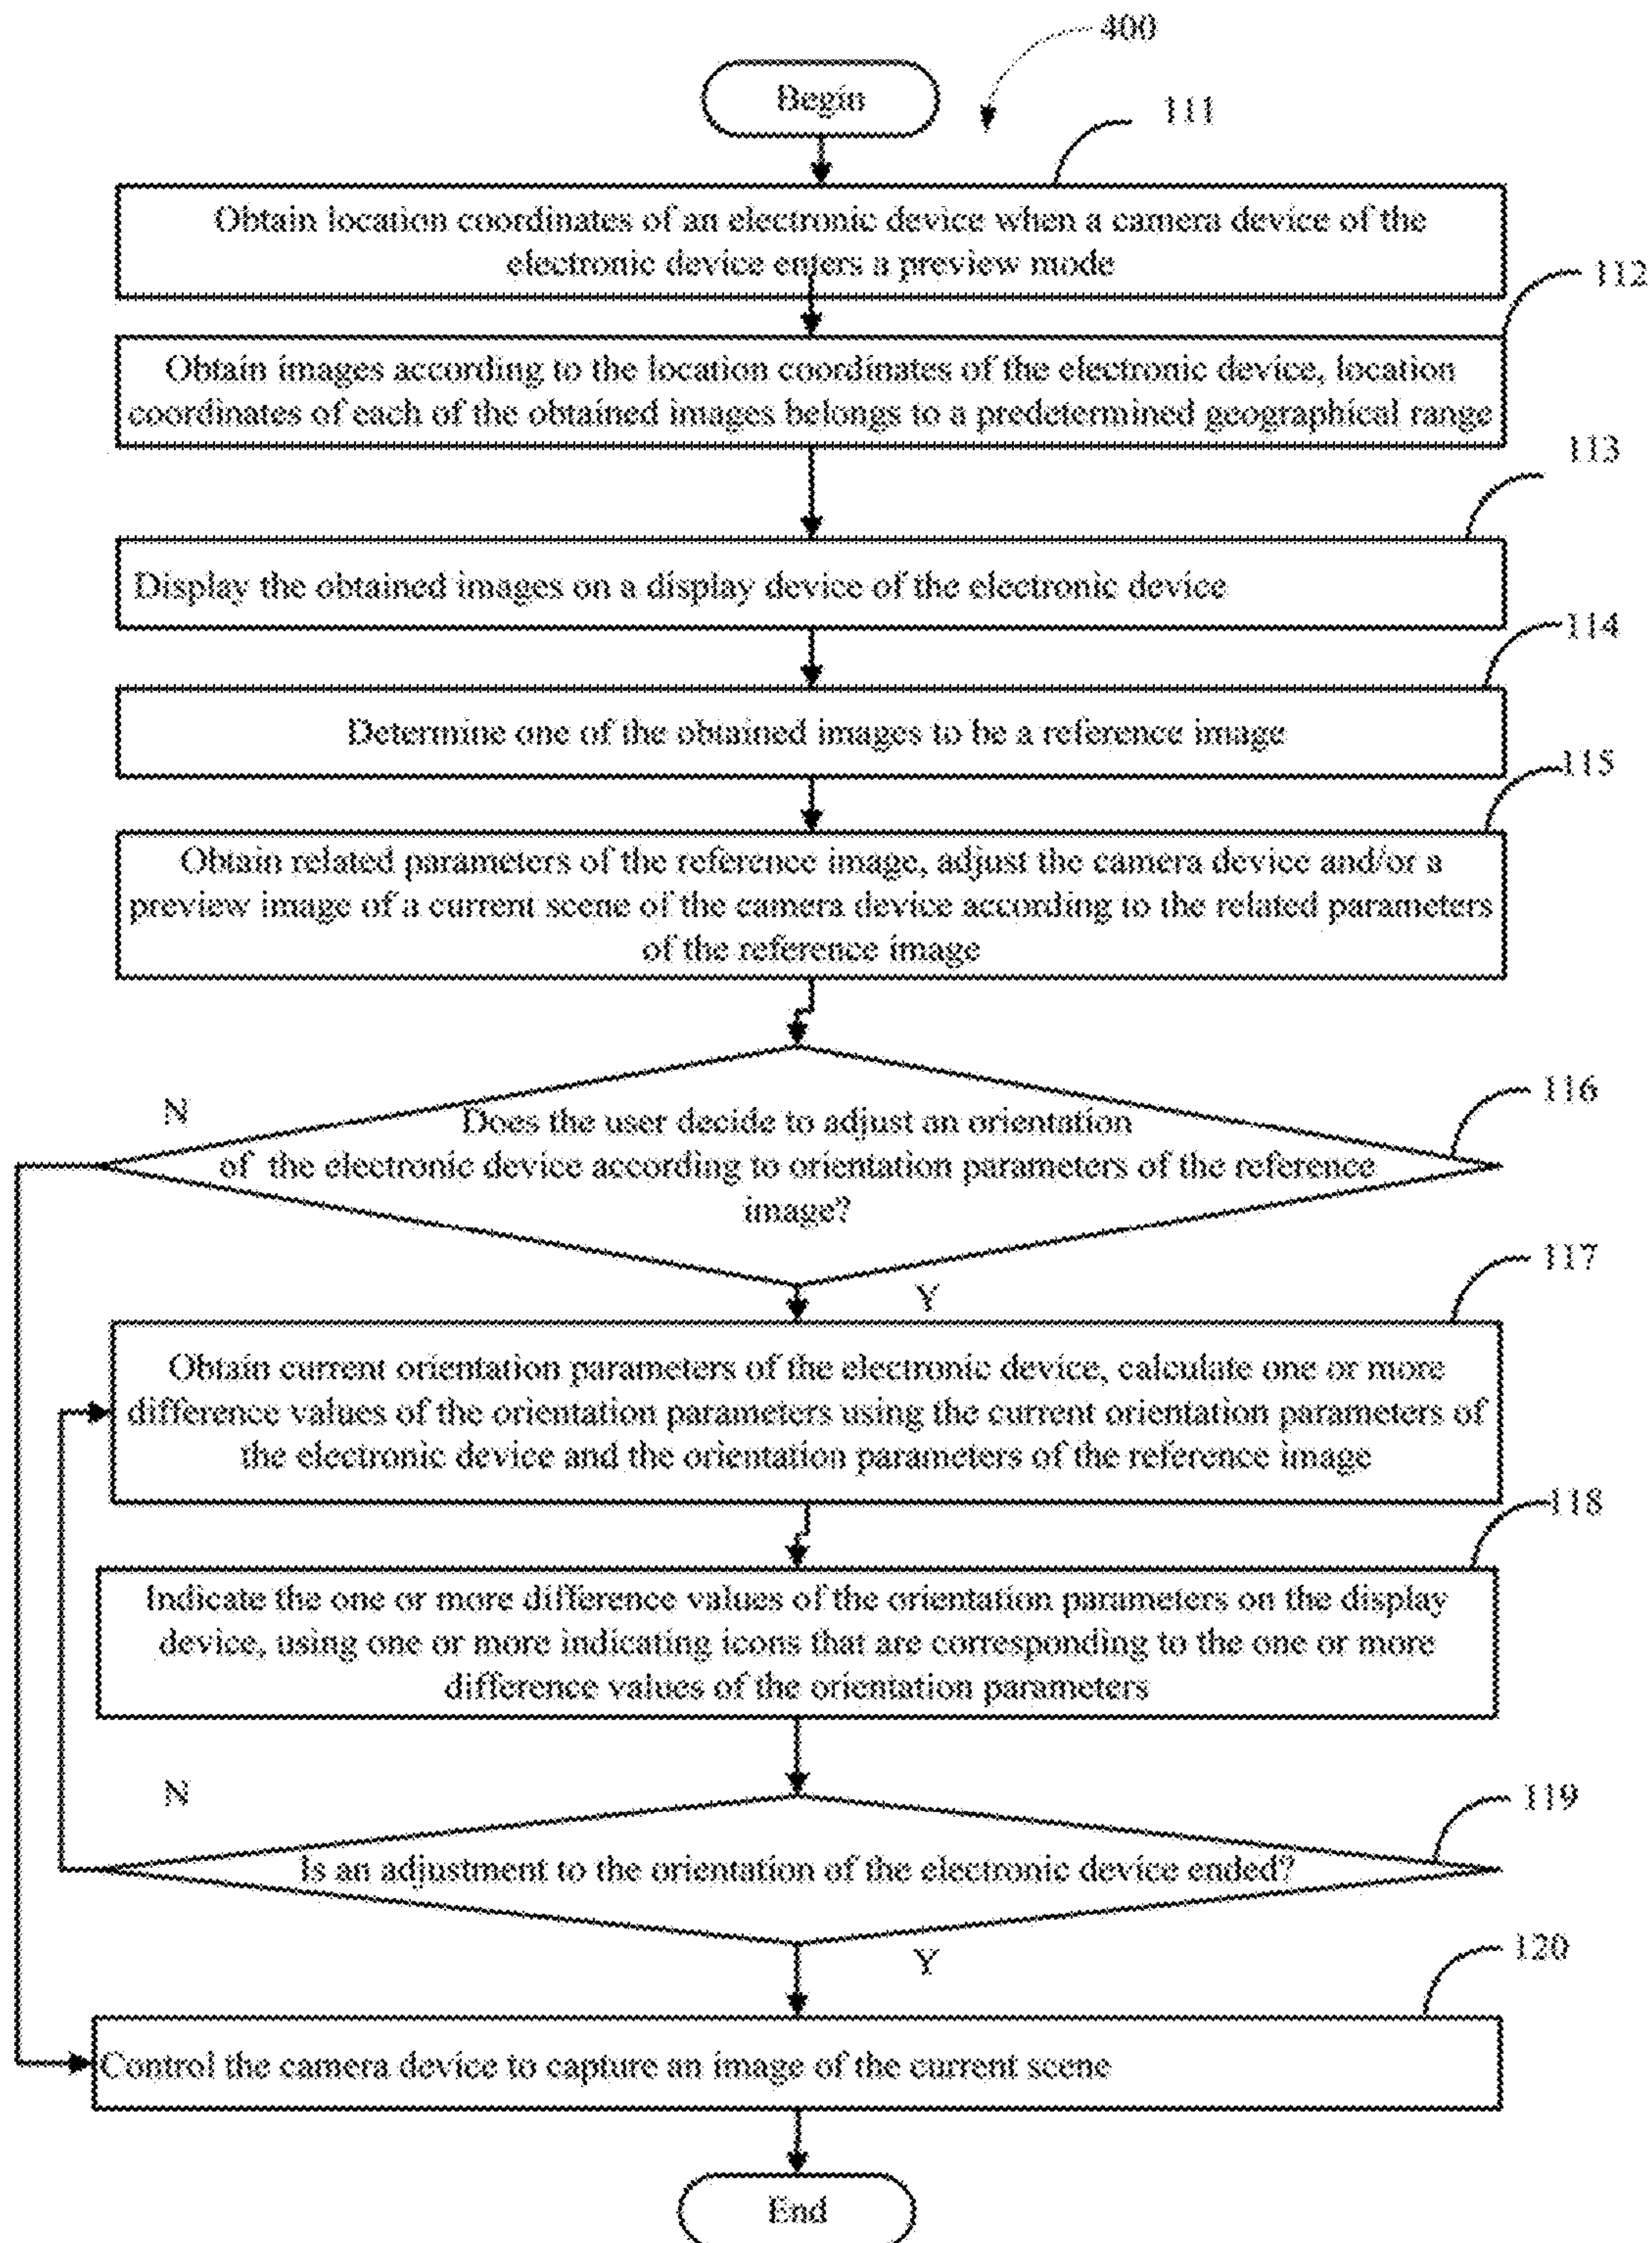 400
Begin
111
Obtain location coordinates of an electronic device when a camera device of the
electronic device enters a preview mode
112
Obtain images according to the location coordinates of the electronic device, location
coordinates of each of the obtained images belongs to a predetermined geographical range
113
Display the obtained images on a display device of the electronic device
114
Determine one of the obtained images to be a reference image
115
Obtain related parameters of the reference image, adjust the camera device and/or a
preview image of a current scene of the camera device according to the related parameters
of the reference image
116
N
Does the user decide to adjust an orientation
of the electronic device according to orientation parameters of the reference
image?
117
Y
Obtain current orientation parameters of the electronic device, calculate one or more
difference values of the orientation parameters using the current orientation parameters of
the electronic device and the orientation parameters of the reference image
118
Indicate the one or more difference values of the orientation parameters on the display
device, using one or more indicating icons that are corresponding to the one or more
difference values of the orientation parameters
N
119
Is an adjustment to the orientation of the electronic device ended?
Y
120
Control the camera device to capture an image of the current scene
End